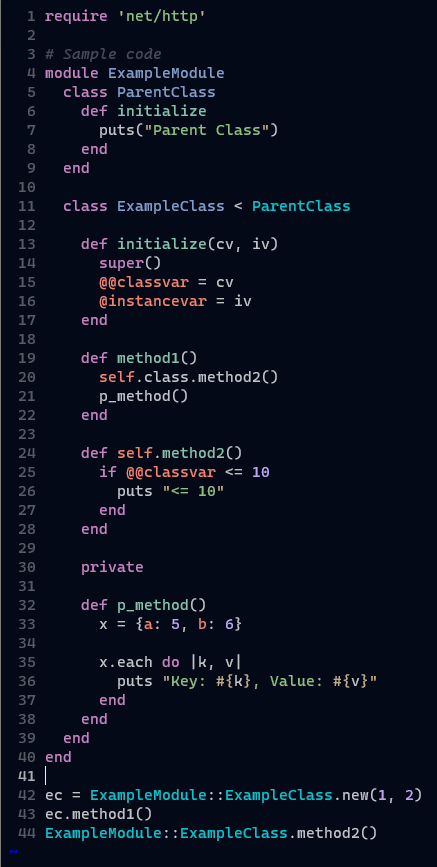 1 require 'net/http'
2
3 # Sample code
4 module ExampleModule
5   class ParentClass
6     def initialize
7       puts("Parent Class")
8     end
9   end
10
11   class ExampleClass < ParentClass
12
13     def initialize(cv, iv)
14       super()
15       @@classvar = cv
16       @instancevar = iv
17     end
18
19     def method1()
20       self.class.method2()
21       p_method()
22     end
23
24     def self.method2()
25       if @@classvar <= 10
26         puts "<= 10"
27       end
28     end
29
30     private
31
32     def p_method()
33       x = {a: 5, b: 6}
34
35       x.each do |k, v|
36         puts "Key: #{k}, Value: #{v}"
37       end
38     end
39   end
40 end
41
42 ec = ExampleModule::ExampleClass.new(1, 2)
43 ec.method1()
44 ExampleModule::ExampleClass.method2()
~